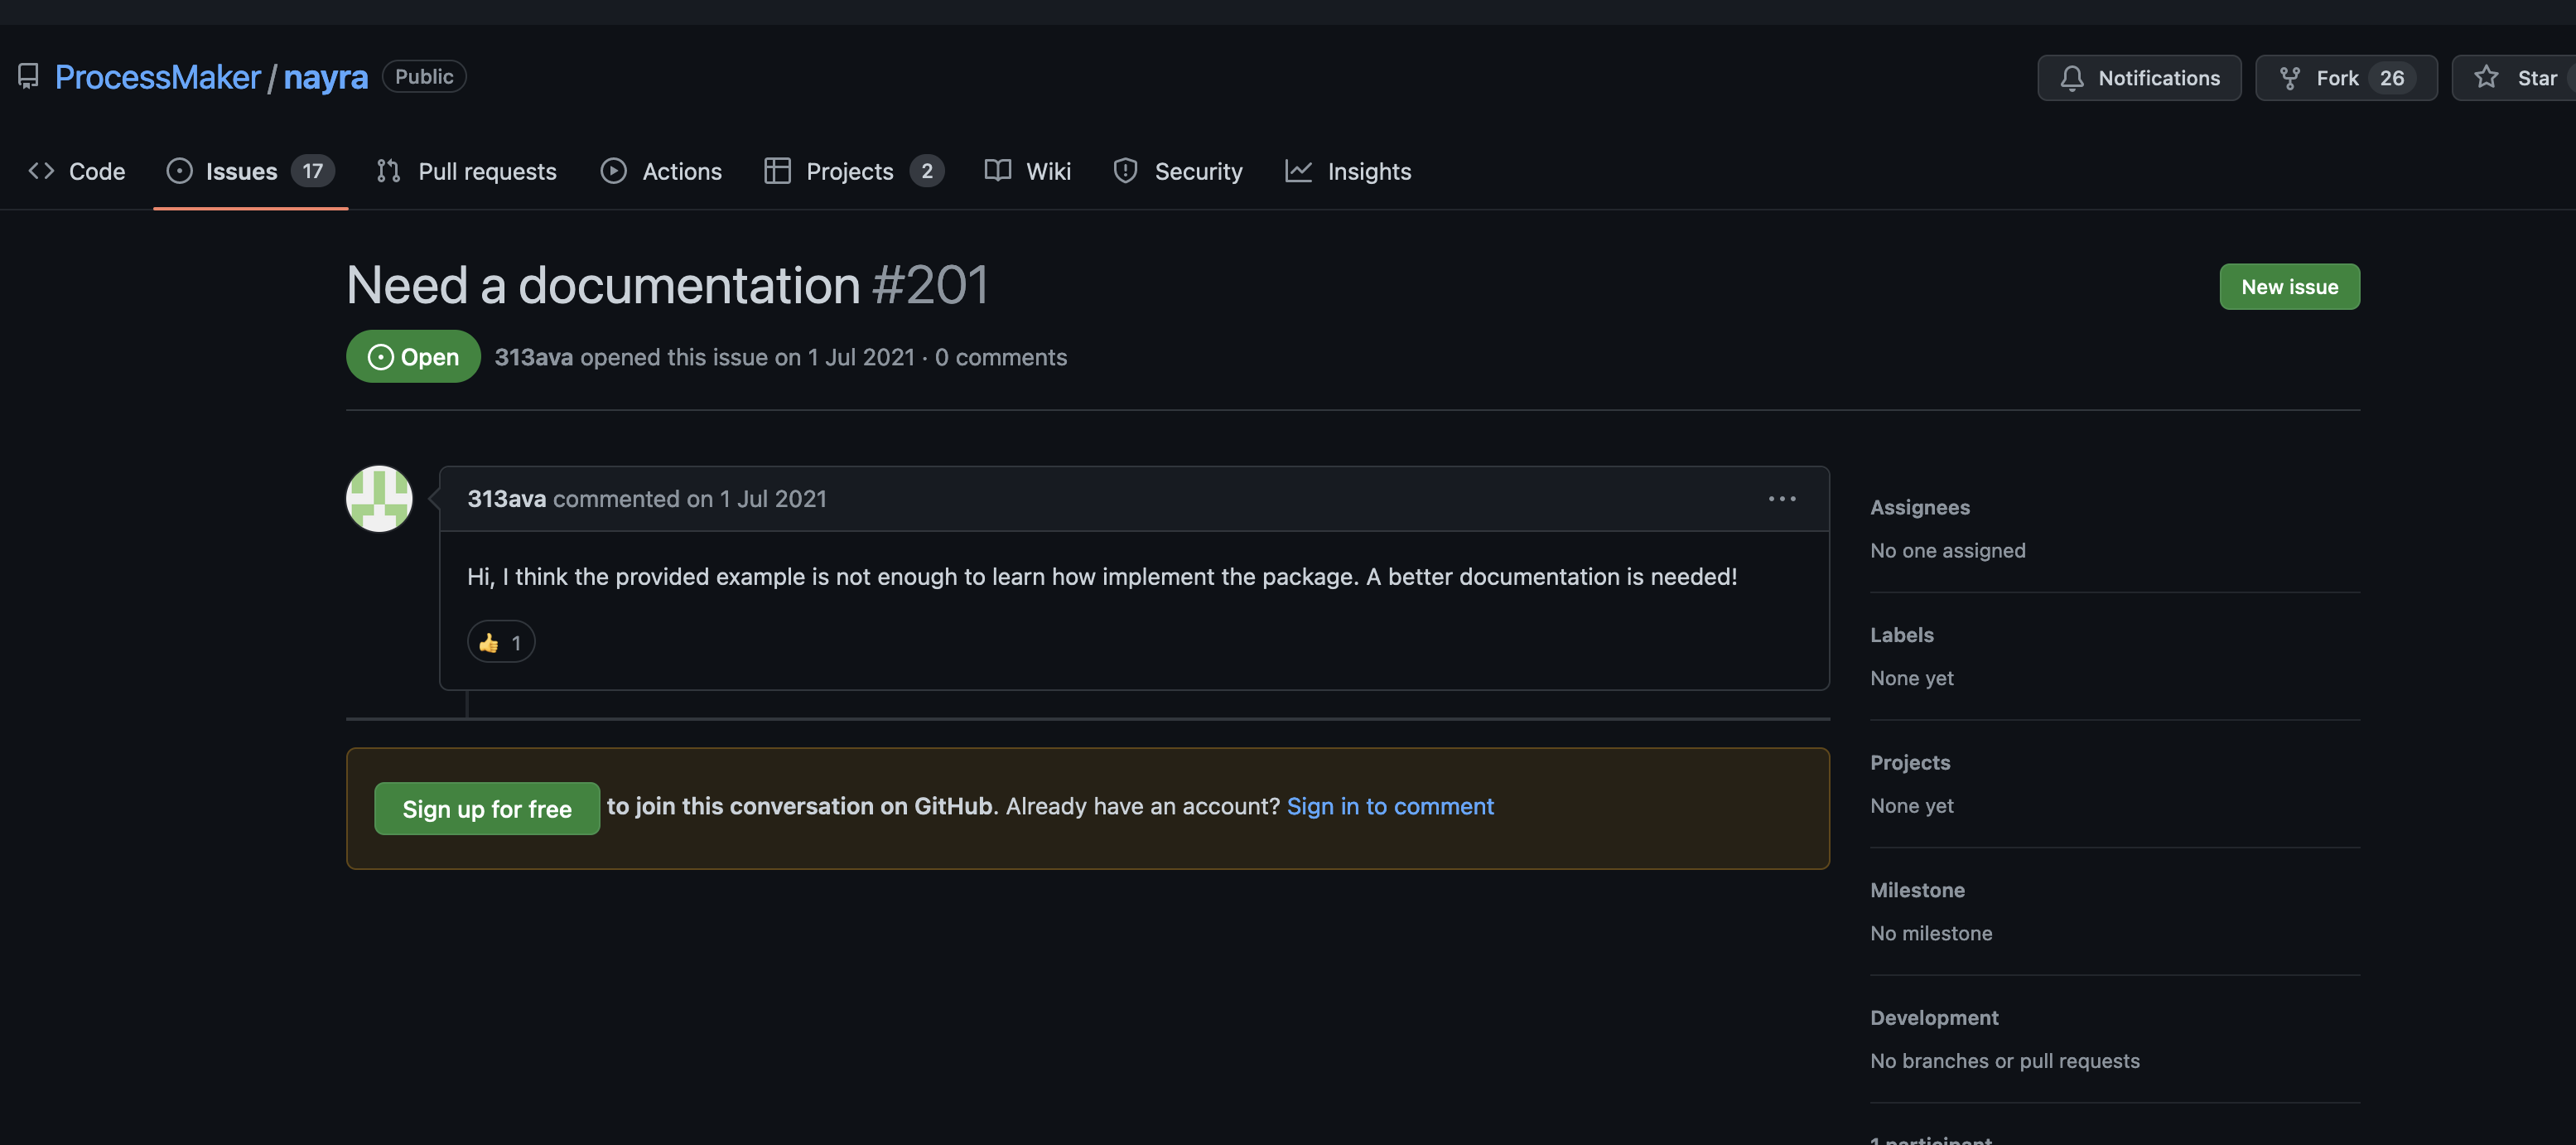 ProcessMaker / nayra Public
Notifications Fork 26 Star
Code Issues 17 Pull requests Actions Projects 2 Wiki Security Insights
Need a documentation #201
New issue
Open 313ava opened this issue on 1 Jul 2021 · 0 comments
313ava commented on 1 Jul 2021
Hi, I think the provided example is not enough to learn how implement the package. A better documentation is needed!
👍 1
Sign up for free to join this conversation on GitHub. Already have an account? Sign in to comment
Assignees
No one assigned
Labels
None yet
Projects
None yet
Milestone
No milestone
Development
No branches or pull requests
1 participant